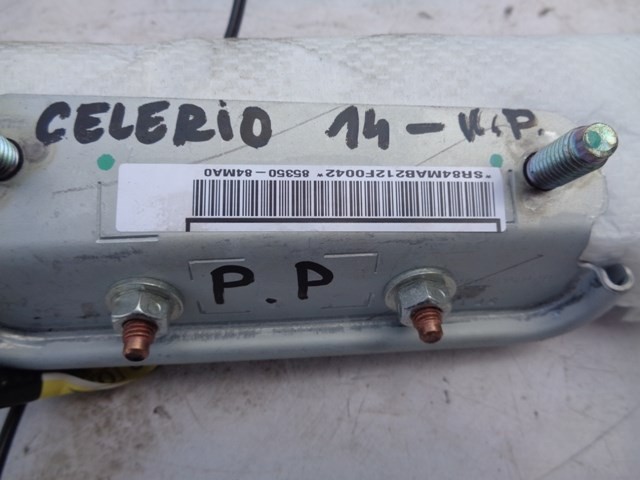 CELERIO 14 - K.P.
*SR84MAB212F0042* 85350-84MA0
P.P